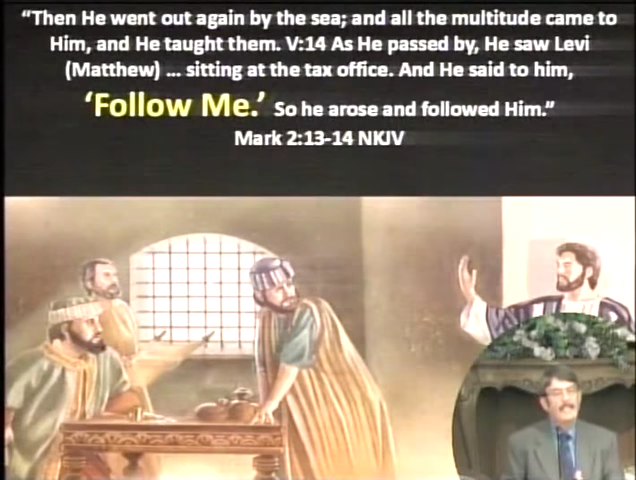 “Then He went out again by the sea; and all the multitude came to
Him, and He taught them. V:14 As He passed by, He saw Levi
(Matthew) ... sitting at the tax office. And He said to him,
‘Follow Me.’ So he arose and followed Him.”
Mark 2:13-14 NKJV